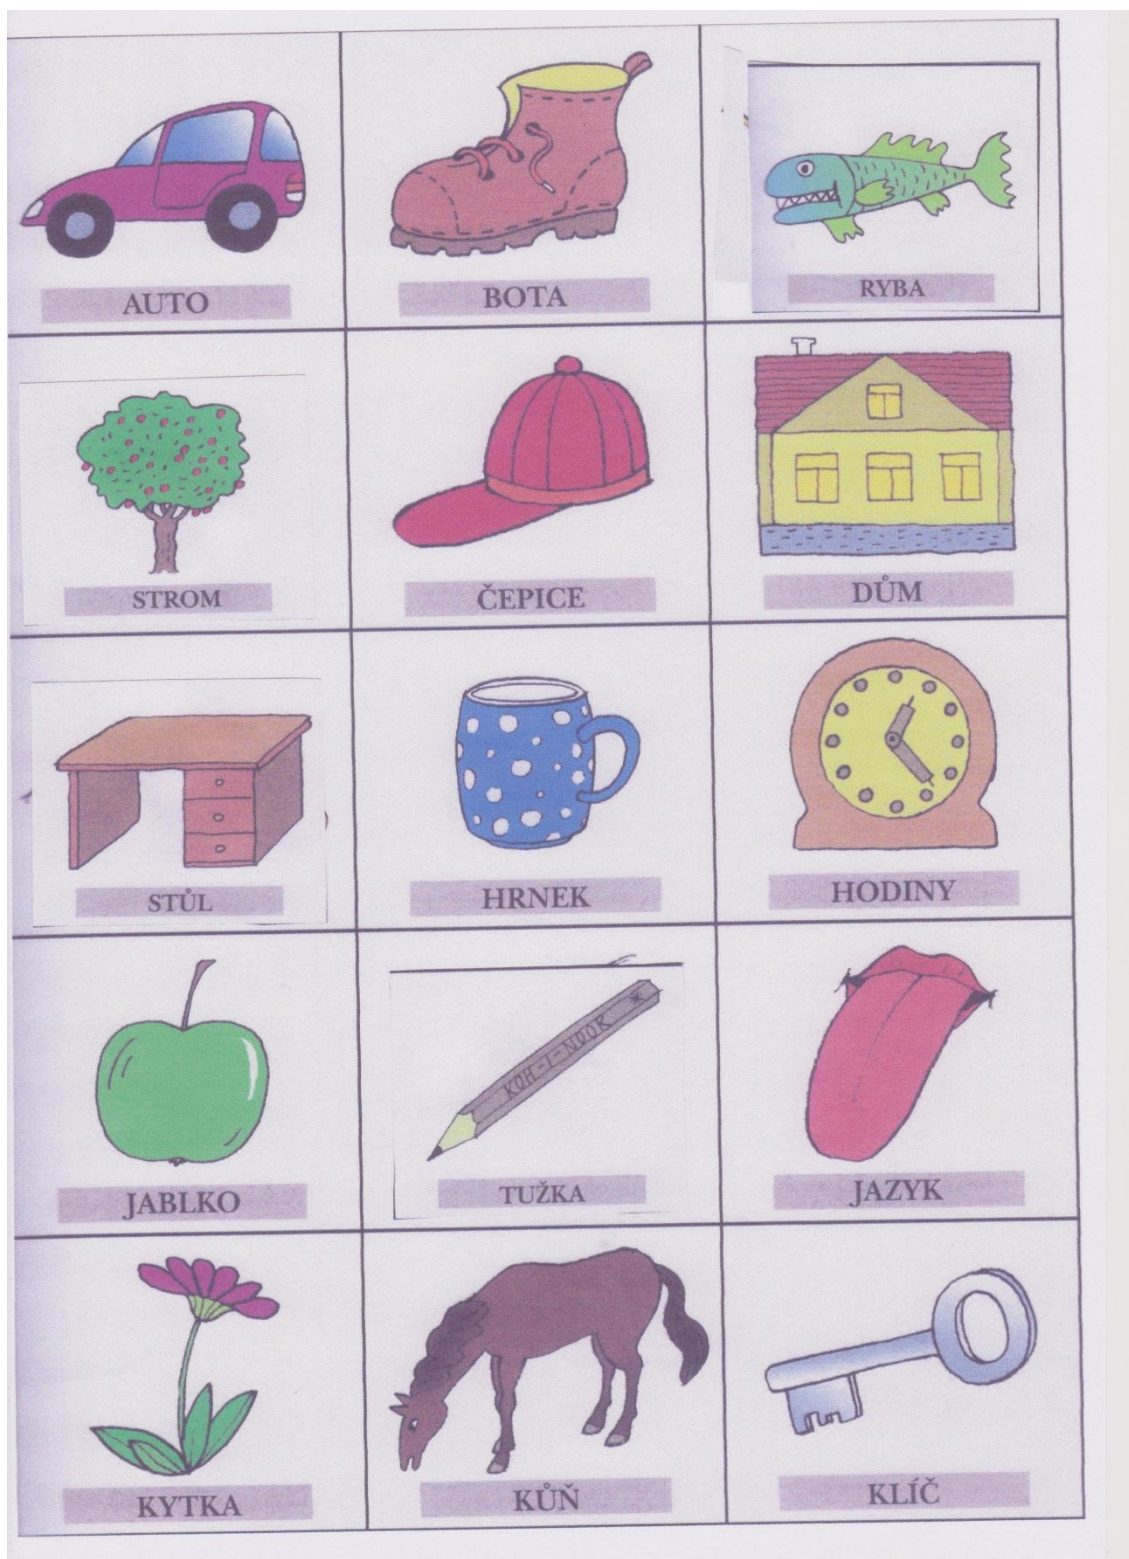 AUTO
BOTA
RYBA
STROM
ČEPICE
DŮM
STŮL
HRNEK
HODINY
KOH-I-NOOR
JABLKO
TUŽKA
JAZYK
KYTKA
KŮŇ
KLÍČ